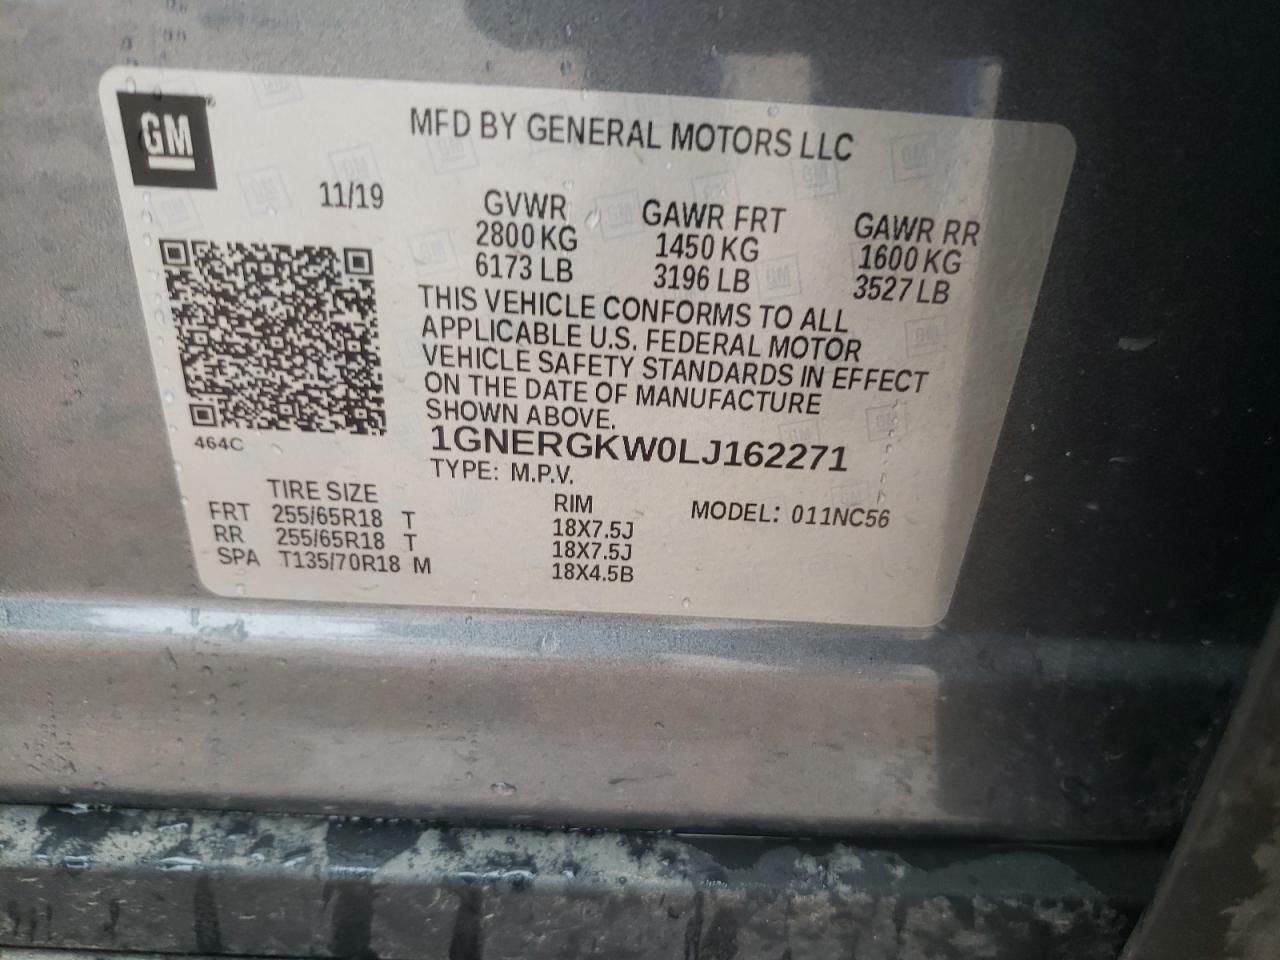 GM
MFD BY GENERAL MOTORS LLC
11/19
GVWR GAWR FRT GAWR RR
2800 KG 1450 KG 1600 KG
6173 LB 3196 LB 3527 LB
THIS VEHICLE CONFORMS TO ALL
APPLICABLE U.S. FEDERAL MOTOR
VEHICLE SAFETY STANDARDS IN EFFECT
ON THE DATE OF MANUFACTURE
SHOWN ABOVE.
464C
1GNERGKW0LJ162271
TYPE: M.P.V.
TIRE SIZE RIM MODEL: 011NC56
FRT 255/65R18 T 18X7.5J
RR 255/65R18 T 18X7.5J
SPA T135/70R18 M 18X4.5B